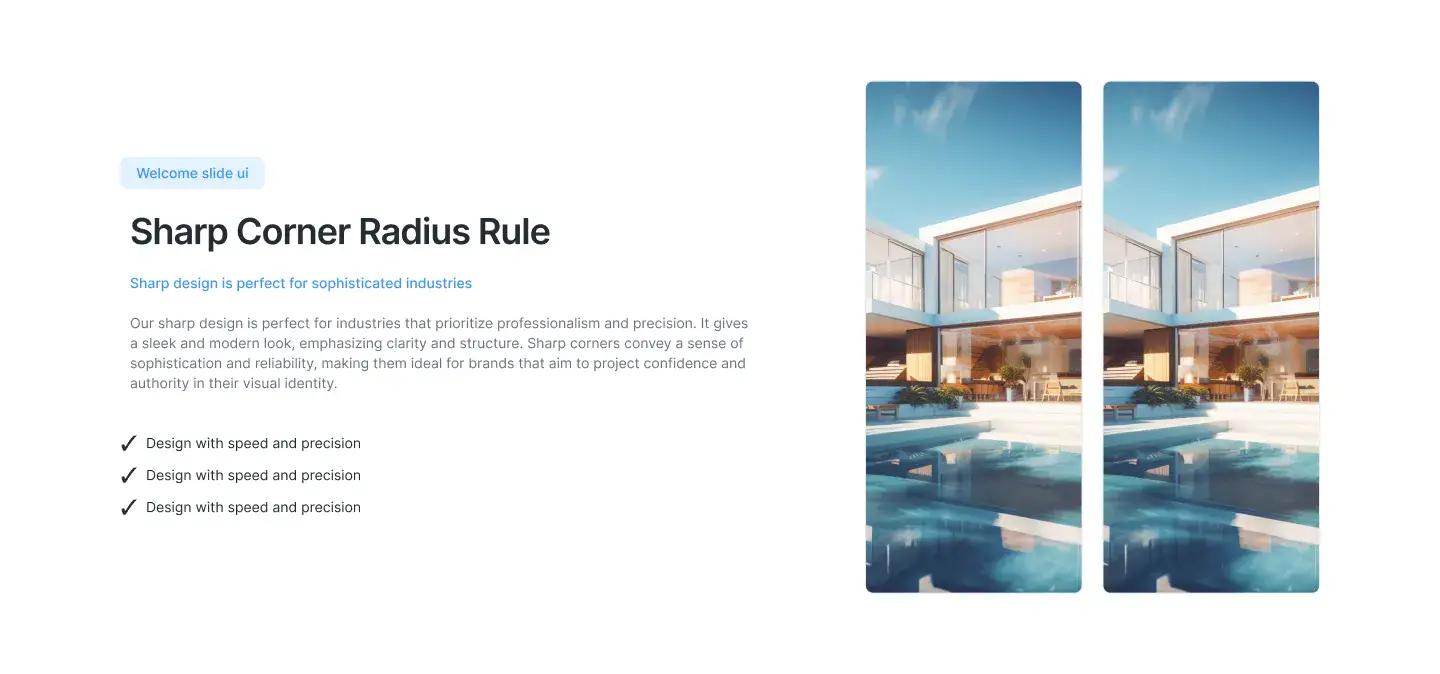 Welcome slide ui
Sharp Corner Radius Rule
Sharp design is perfect for sophisticated industries
Our sharp design is perfect for industries that prioritize professionalism and precision. It gives
a sleek and modern look, emphasizing clarity and structure. Sharp corners convey a sense of
sophistication and reliability, making them ideal for brands that aim to project confidence and
authority in their visual identity.
✓ Design with speed and precision
✓ Design with speed and precision
✓ Design with speed and precision